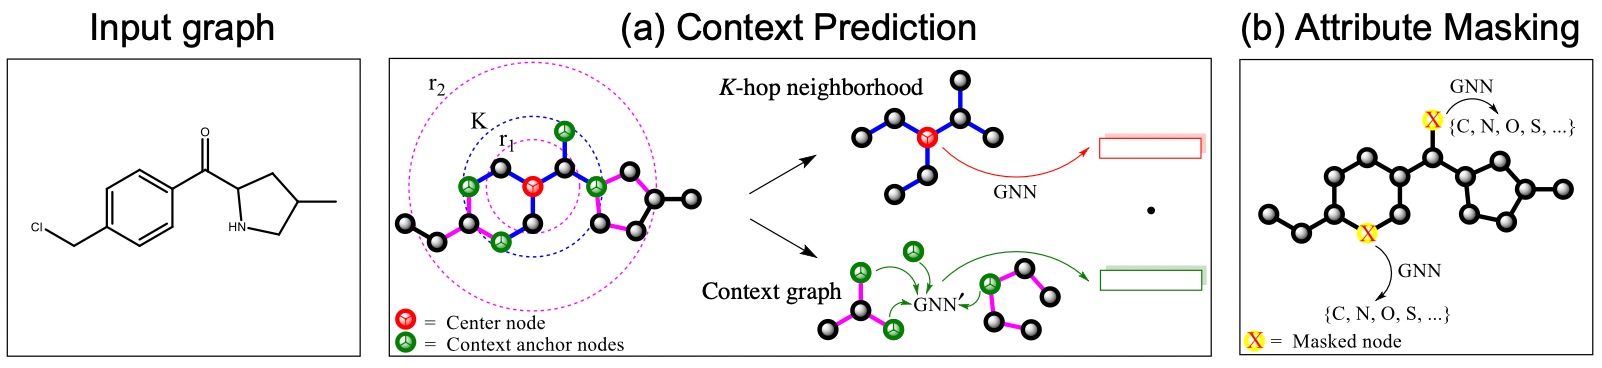 Input graph
O
Cl
HN
(a) Context Prediction
r2
K
r1
K-hop neighborhood
GNN
Context graph
GNN′
= Center node
= Context anchor nodes
(b) Attribute Masking
GNN
X
{C, N, O, S, ...}
X
GNN
{C, N, O, S, ...}
X = Masked node